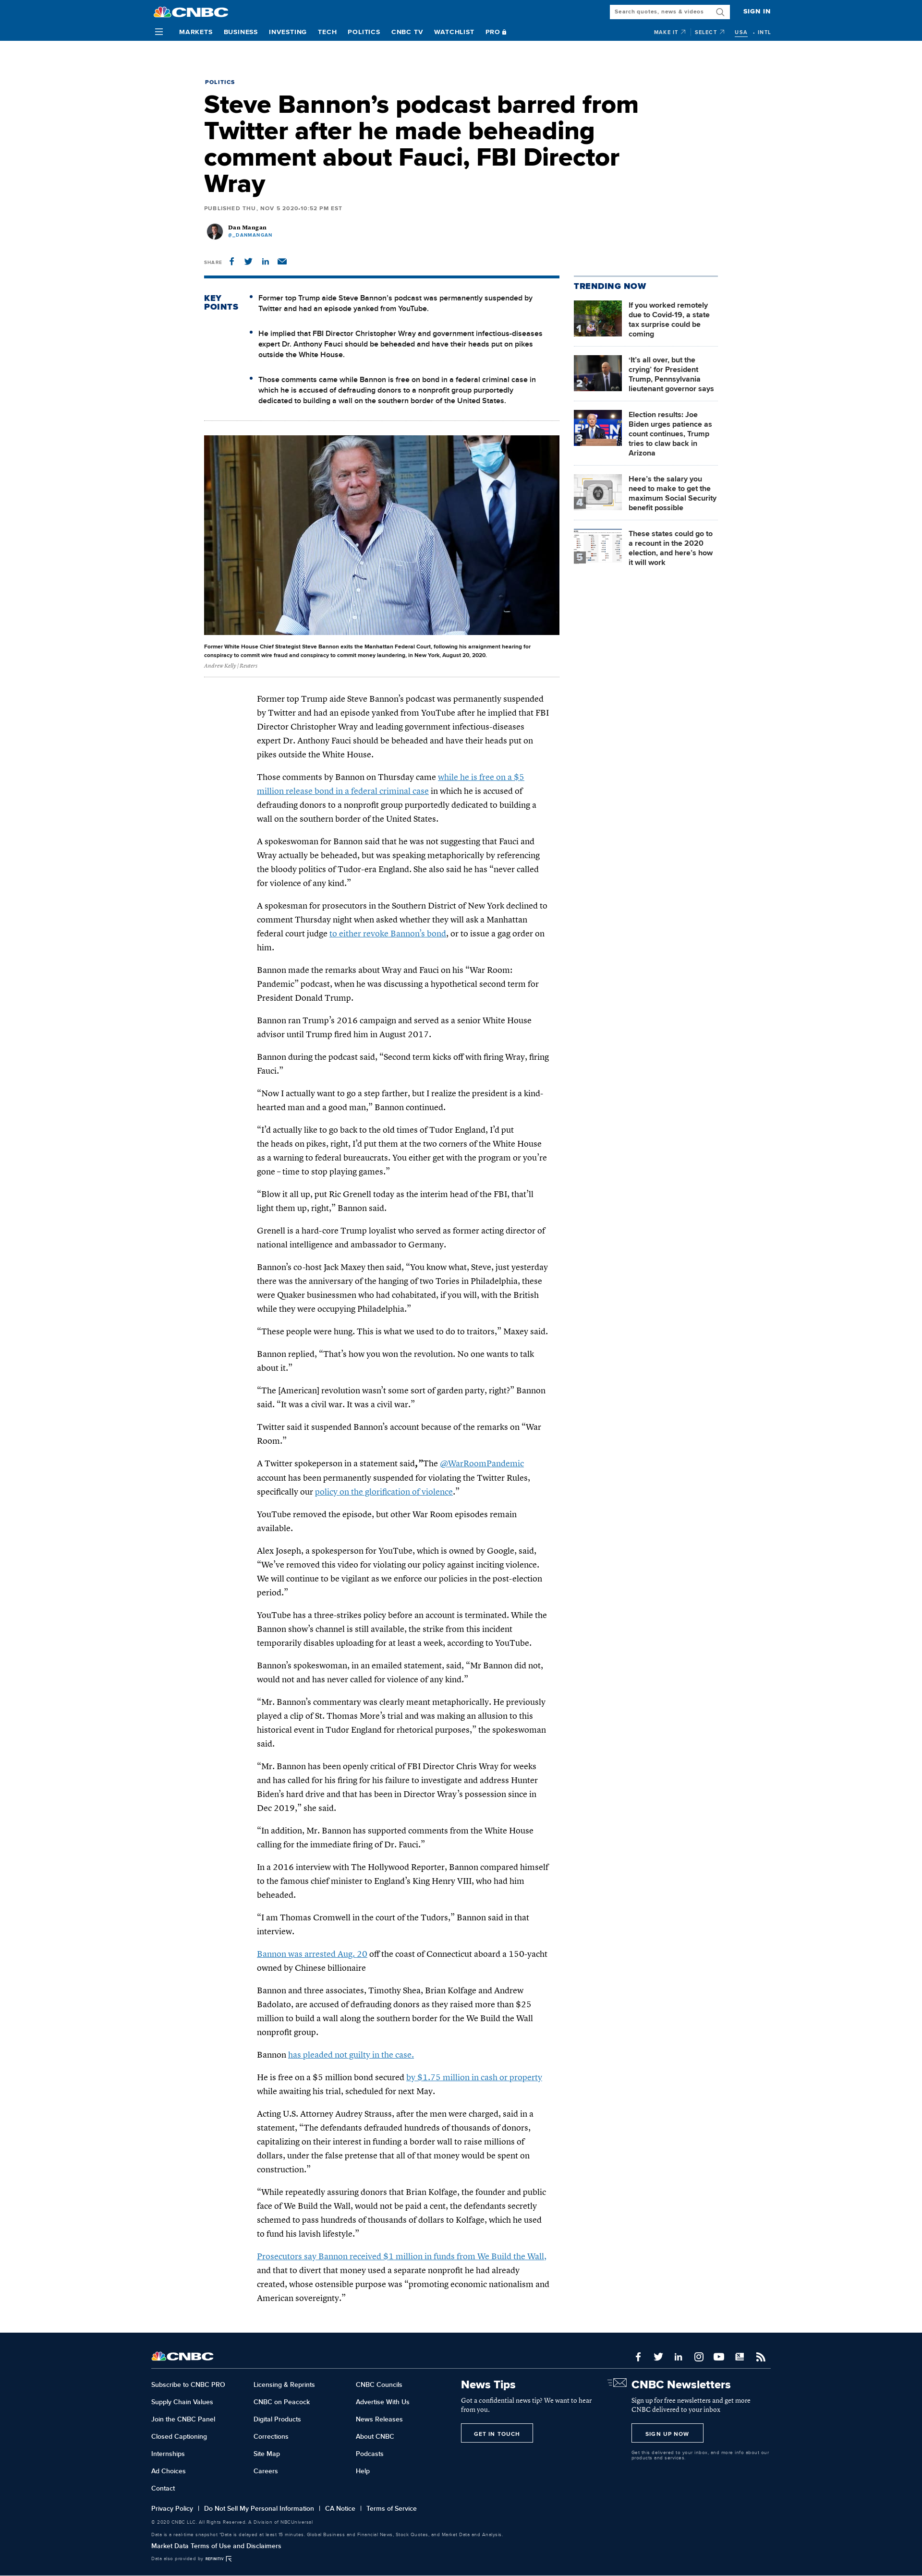 CNBC
Search quotes, news & videos
SIGN IN
MARKETS
BUSINESS
INVESTING
TECH
POLITICS
CNBC TV
WATCHLIST
PRO
MAKE IT
SELECT
USA
• INTL
POLITICS
Steve Bannon’s podcast barred from
Twitter after he made beheading
comment about Fauci, FBI Director
Wray
PUBLISHED THU, NOV 5 2020•10:52 PM EST
Dan Mangan
@_DANMANGAN
SHARE
KEY
POINTS
Former top Trump aide Steve Bannon’s podcast was permanently suspended by
Twitter and had an episode yanked from YouTube.
He implied that FBI Director Christopher Wray and government infectious-diseases
expert Dr. Anthony Fauci should be beheaded and have their heads put on pikes
outside the White House.
Those comments came while Bannon is free on bond in a federal criminal case in
which he is accused of defrauding donors to a nonprofit group purportedly
dedicated to building a wall on the southern border of the United States.
Former White House Chief Strategist Steve Bannon exits the Manhattan Federal Court, following his arraignment hearing for
conspiracy to commit wire fraud and conspiracy to commit money laundering, in New York, August 20, 2020.
Andrew Kelly | Reuters
TRENDING NOW
1
If you worked remotely
due to Covid-19, a state
tax surprise could be
coming
2
‘It’s all over, but the
crying’ for President
Trump, Pennsylvania
lieutenant governor says
3
Election results: Joe
Biden urges patience as
count continues, Trump
tries to claw back in
Arizona
4
Here’s the salary you
need to make to get the
maximum Social Security
benefit possible
5
These states could go to
a recount in the 2020
election, and here’s how
it will work
Former top Trump aide Steve Bannon’s podcast was permanently suspended
by Twitter and had an episode yanked from YouTube after he implied that FBI
Director Christopher Wray and leading government infectious-diseases
expert Dr. Anthony Fauci should be beheaded and have their heads put on
pikes outside the White House.
Those comments by Bannon on Thursday came while he is free on a $5
million release bond in a federal criminal case in which he is accused of
defrauding donors to a nonprofit group purportedly dedicated to building a
wall on the southern border of the United States.
A spokeswoman for Bannon said that he was not suggesting that Fauci and
Wray actually be beheaded, but was speaking metaphorically by referencing
the bloody politics of Tudor-era England. She also said he has “never called
for violence of any kind.”
A spokesman for prosecutors in the Southern District of New York declined to
comment Thursday night when asked whether they will ask a Manhattan
federal court judge to either revoke Bannon’s bond, or to issue a gag order on
him.
Bannon made the remarks about Wray and Fauci on his “War Room:
Pandemic” podcast, when he was discussing a hypothetical second term for
President Donald Trump.
Bannon ran Trump’s 2016 campaign and served as a senior White House
advisor until Trump fired him in August 2017.
Bannon during the podcast said, “Second term kicks off with firing Wray, firing
Fauci.”
“Now I actually want to go a step farther, but I realize the president is a kind-
hearted man and a good man,” Bannon continued.
“I’d actually like to go back to the old times of Tudor England, I’d put
the heads on pikes, right, I’d put them at the two corners of the White House
as a warning to federal bureaucrats. You either get with the program or you’re
gone – time to stop playing games.”
“Blow it all up, put Ric Grenell today as the interim head of the FBI, that’ll
light them up, right,” Bannon said.
Grenell is a hard-core Trump loyalist who served as former acting director of
national intelligence and ambassador to Germany.
Bannon’s co-host Jack Maxey then said, “You know what, Steve, just yesterday
there was the anniversary of the hanging of two Tories in Philadelphia, these
were Quaker businessmen who had cohabitated, if you will, with the British
while they were occupying Philadelphia.”
“These people were hung. This is what we used to do to traitors,” Maxey said.
Bannon replied, “That’s how you won the revolution. No one wants to talk
about it.”
“The [American] revolution wasn’t some sort of garden party, right?” Bannon
said. “It was a civil war. It was a civil war.”
Twitter said it suspended Bannon’s account because of the remarks on “War
Room.”
A Twitter spokeperson in a statement said,”The @WarRoomPandemic
account has been permanently suspended for violating the Twitter Rules,
specifically our policy on the glorification of violence.”
YouTube removed the episode, but other War Room episodes remain
available.
Alex Joseph, a spokesperson for YouTube, which is owned by Google, said,
“We’ve removed this video for violating our policy against inciting violence.
We will continue to be vigilant as we enforce our policies in the post-election
period.”
YouTube has a three-strikes policy before an account is terminated. While the
Bannon show’s channel is still available, the strike from this incident
temporarily disables uploading for at least a week, according to YouTube.
Bannon’s spokeswoman, in an emailed statement, said, “Mr Bannon did not,
would not and has never called for violence of any kind.”
“Mr. Bannon’s commentary was clearly meant metaphorically. He previously
played a clip of St. Thomas More’s trial and was making an allusion to this
historical event in Tudor England for rhetorical purposes,” the spokeswoman
said.
“Mr. Bannon has been openly critical of FBI Director Chris Wray for weeks
and has called for his firing for his failure to investigate and address Hunter
Biden’s hard drive and that has been in Director Wray’s possession since in
Dec 2019,” she said.
“In addition, Mr. Bannon has supported comments from the White House
calling for the immediate firing of Dr. Fauci.”
In a 2016 interview with The Hollywood Reporter, Bannon compared himself
to the famous chief minister to England’s King Henry VIII, who had him
beheaded.
“I am Thomas Cromwell in the court of the Tudors,” Bannon said in that
interview.
Bannon was arrested Aug. 20 off the coast of Connecticut aboard a 150-yacht
owned by Chinese billionaire
Bannon and three associates, Timothy Shea, Brian Kolfage and Andrew
Badolato, are accused of defrauding donors as they raised more than $25
million to build a wall along the southern border for the We Build the Wall
nonprofit group.
Bannon has pleaded not guilty in the case.
He is free on a $5 million bond secured by $1.75 million in cash or property
while awaiting his trial, scheduled for next May.
Acting U.S. Attorney Audrey Strauss, after the men were charged, said in a
statement, “The defendants defrauded hundreds of thousands of donors,
capitalizing on their interest in funding a border wall to raise millions of
dollars, under the false pretense that all of that money would be spent on
construction.”
“While repeatedly assuring donors that Brian Kolfage, the founder and public
face of We Build the Wall, would not be paid a cent, the defendants secretly
schemed to pass hundreds of thousands of dollars to Kolfage, which he used
to fund his lavish lifestyle.”
Prosecutors say Bannon received $1 million in funds from We Build the Wall,
and that to divert that money used a separate nonprofit he had already
created, whose ostensible purpose was “promoting economic nationalism and
American sovereignty.”
CNBC
Subscribe to CNBC PRO
Licensing & Reprints
CNBC Councils
Supply Chain Values
CNBC on Peacock
Advertise With Us
Join the CNBC Panel
Digital Products
News Releases
Closed Captioning
Corrections
About CNBC
Internships
Site Map
Podcasts
Ad Choices
Careers
Help
Contact
News Tips
Got a confidential news tip? We want to hear
from you.
GET IN TOUCH
CNBC Newsletters
Sign up for free newsletters and get more
CNBC delivered to your inbox
SIGN UP NOW
Get this delivered to your inbox, and more info about our
products and services.
Privacy Policy | Do Not Sell My Personal Information | CA Notice | Terms of Service
© 2020 CNBC LLC. All Rights Reserved. A Division of NBCUniversal
Data is a real-time snapshot *Data is delayed at least 15 minutes. Global Business and Financial News, Stock Quotes, and Market Data and Analysis.
Market Data Terms of Use and Disclaimers
Data also provided by REFINITIV